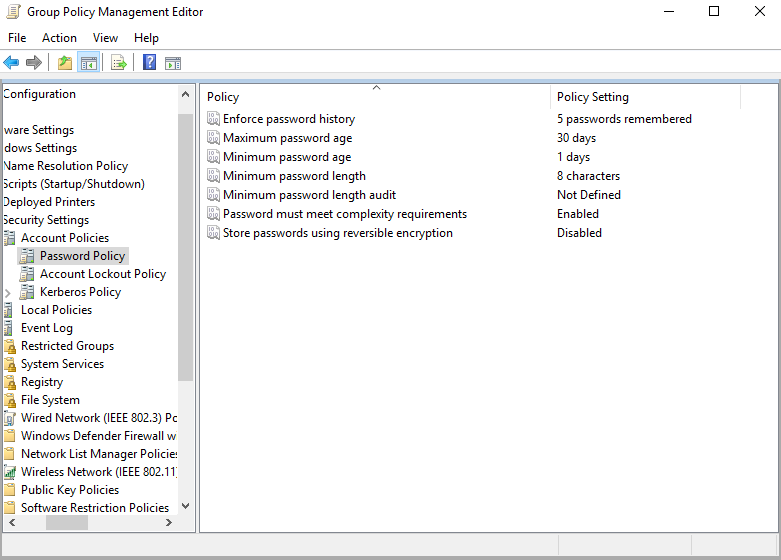 Group Policy Management Editor
File Action View Help
Configuration
ware Settings
dows Settings
Name Resolution Policy
Scripts (Startup/Shutdown)
Deployed Printers
Security Settings
Account Policies
Password Policy
Account Lockout Policy
Kerberos Policy
Local Policies
Event Log
Restricted Groups
System Services
Registry
File System
Wired Network (IEEE 802.3) Po
Windows Defender Firewall w
Network List Manager Policies
Wireless Network (IEEE 802.11)
Public Key Policies
Software Restriction Policies
Policy Policy Setting
Enforce password history 5 passwords remembered
Maximum password age 30 days
Minimum password age 1 days
Minimum password length 8 characters
Minimum password length audit Not Defined
Password must meet complexity requirements Enabled
Store passwords using reversible encryption Disabled